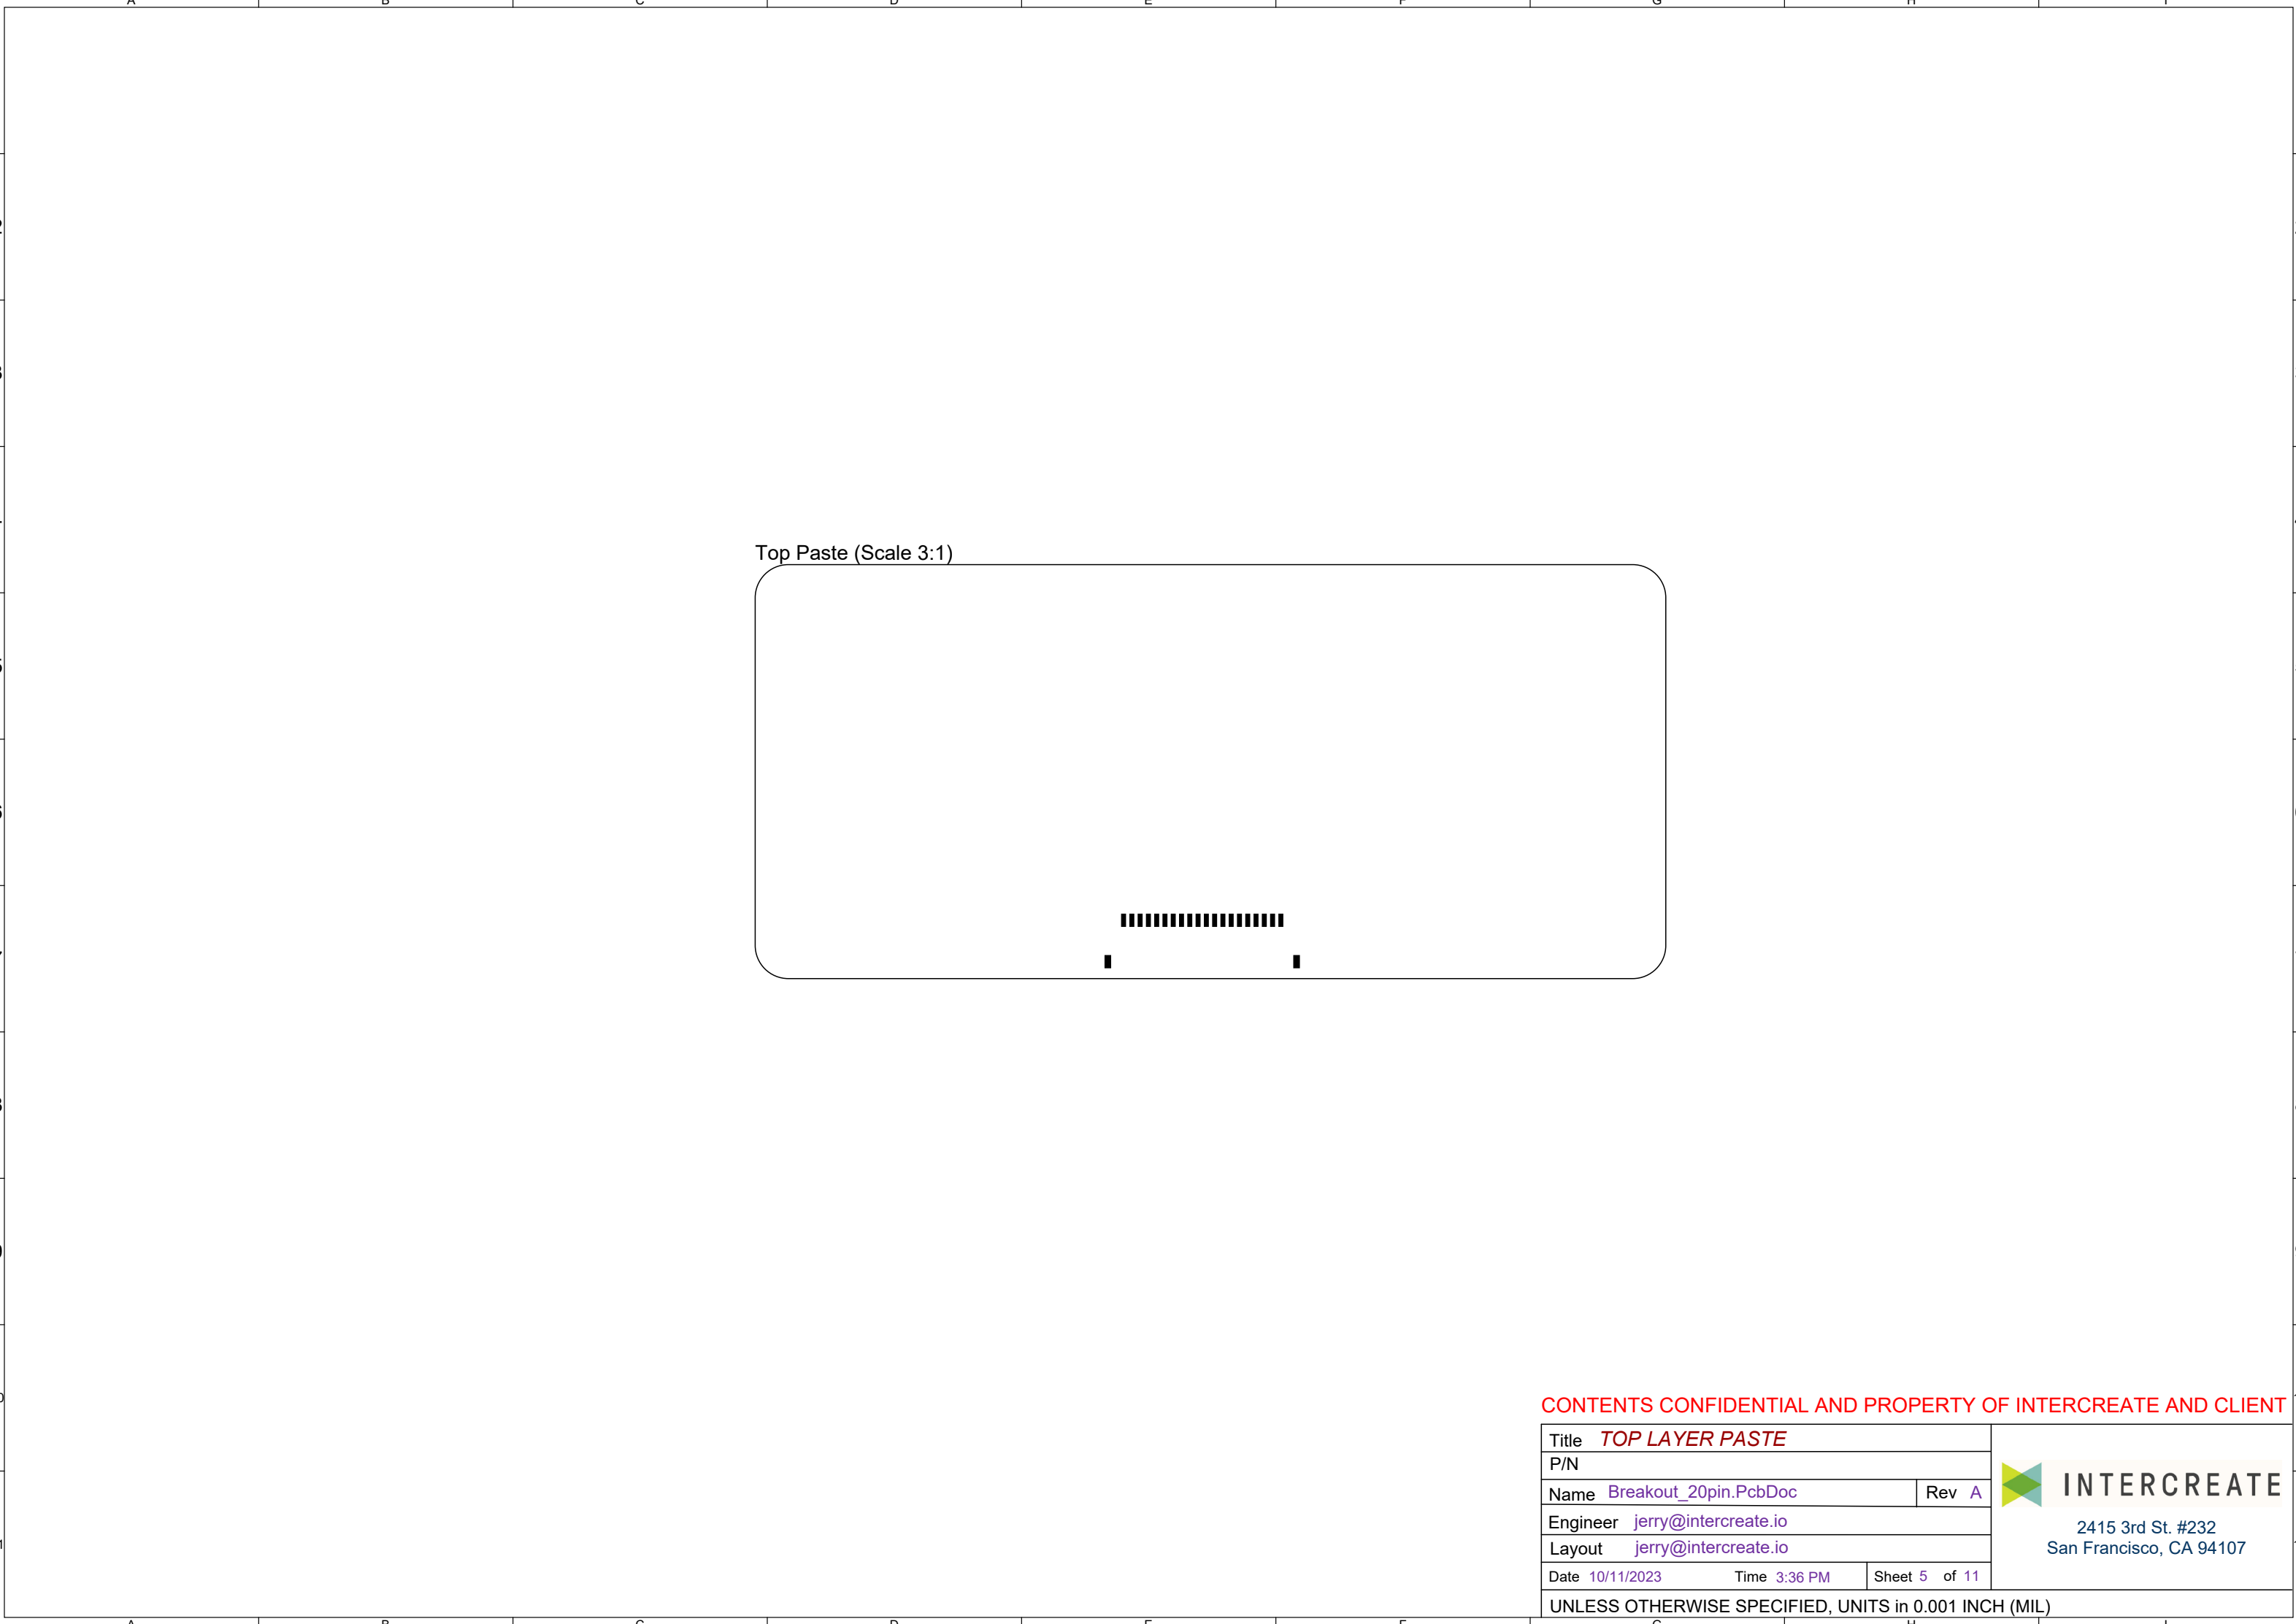 Top Paste (Scale 3:1)
CONTENTS CONFIDENTIAL AND PROPERTY OF INTERCREATE AND CLIENT
Title TOP LAYER PASTE
P/N
Name Breakout_20pin.PcbDoc Rev A
Engineer jerry@intercreate.io
Layout jerry@intercreate.io
Date 10/11/2023 Time 3:36 PM Sheet 5 of 11
UNLESS OTHERWISE SPECIFIED, UNITS in 0.001 INCH (MIL)
INTERCREATE
2415 3rd St. #232
San Francisco, CA 94107